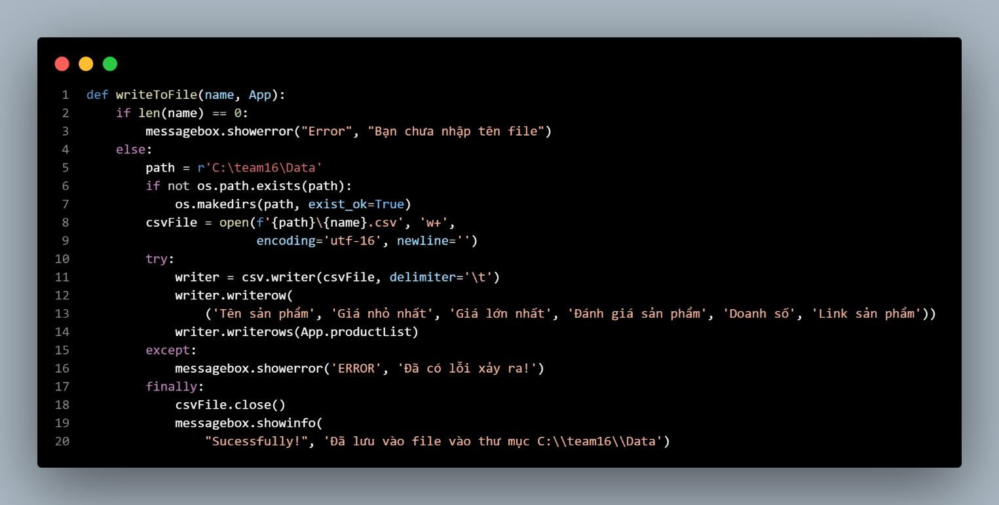 1 def writeToFile(name, App):
2     if len(name) == 0:
3         messagebox.showerror("Error", "Bạn chưa nhập tên file")
4     else:
5         path = r'C:\team16\Data'
6         if not os.path.exists(path):
7             os.makedirs(path, exist_ok=True)
8         csvFile = open(f'{path}\{name}.csv', 'w+',
9                        encoding='utf-16', newline='')
10         try:
11             writer = csv.writer(csvFile, delimiter='\t')
12             writer.writerow(
13                 ('Tên sản phẩm', 'Giá nhỏ nhất', 'Giá lớn nhất', 'Đánh giá sản phẩm', 'Doanh số', 'Link sản phẩm'))
14             writer.writerows(App.productList)
15         except:
16             messagebox.showerror('ERROR', 'Đã có lỗi xảy ra!')
17         finally:
18             csvFile.close()
19             messagebox.showinfo(
20                 "Sucessfully!", 'Đã lưu vào file vào thư mục C:\\team16\\Data')